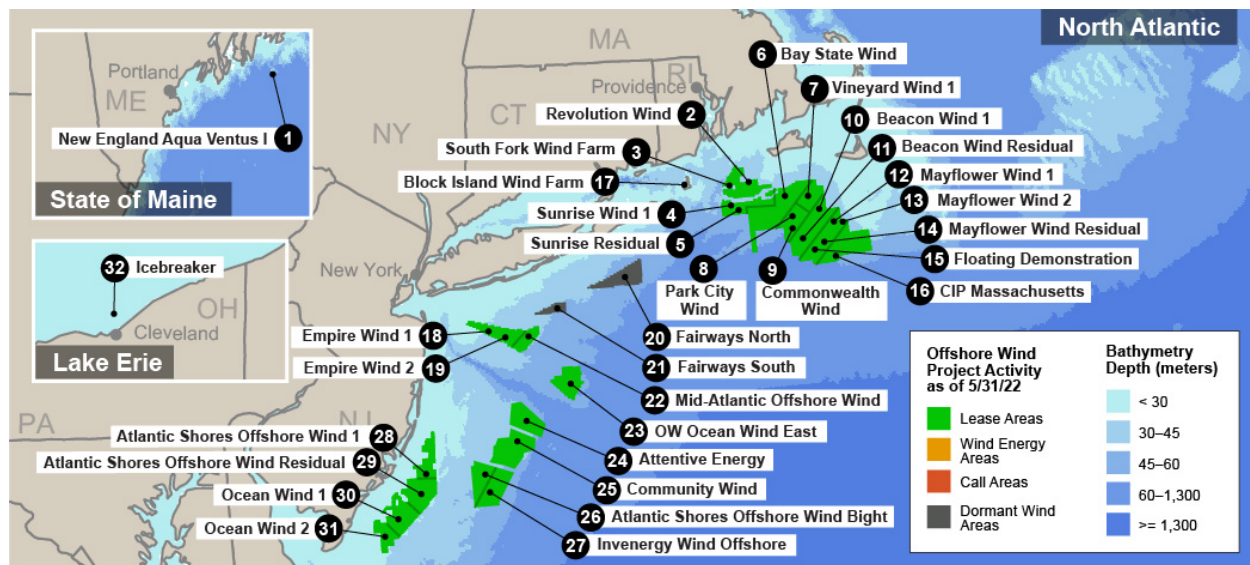 North Atlantic
Portland
ME
New England Aqua Ventus I 1
State of Maine
32 Icebreaker
OH
Cleveland
Lake Erie
MA
NY
CT
RI
Providence
New York
PA
NJ
6 Bay State Wind
7 Vineyard Wind 1
Revolution Wind 2
10 Beacon Wind 1
South Fork Wind Farm 3
11 Beacon Wind Residual
Block Island Wind Farm 17
12 Mayflower Wind 1
13 Mayflower Wind 2
Sunrise Wind 1 4
14 Mayflower Wind Residual
Sunrise Residual 5
15 Floating Demonstration
8
Park City
Wind
9
Commonwealth
Wind
16 CIP Massachusetts
Empire Wind 1 18
20
Fairways North
Empire Wind 2 19
21 Fairways South
22 Mid-Atlantic Offshore Wind
23 OW Ocean Wind East
24 Attentive Energy
25 Community Wind
26 Atlantic Shores Offshore Wind Bight
27 Invenergy Wind Offshore
Atlantic Shores Offshore Wind 1 28
Atlantic Shores Offshore Wind Residual 29
Ocean Wind 1 30
Ocean Wind 2 31
Offshore Wind
Project Activity
as of 5/31/22
Lease Areas
Wind Energy
Areas
Call Areas
Dormant Wind
Areas
Bathymetry
Depth (meters)
< 30
30–45
45–60
60–1,300
>= 1,300